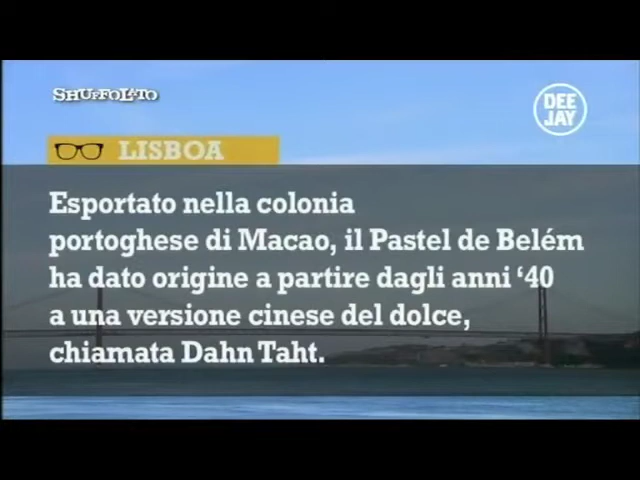 SHUFFOLATO
DEE
JAY
LISBOA
Esportato nella colonia
portoghese di Macao, il Pastel de Belém
ha dato origine a partire dagli anni ‘40
a una versione cinese del dolce,
chiamata Dahn Taht.